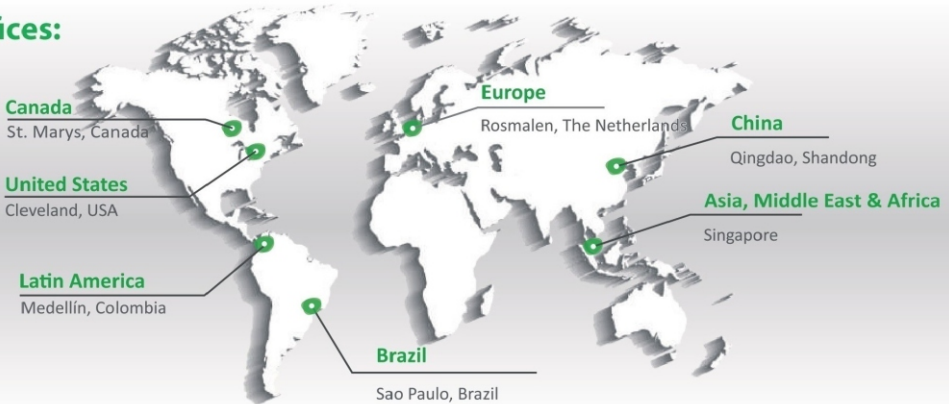 Canada
St. Marys, Canada
United States
Cleveland, USA
Latin America
Medellín, Colombia
Brazil
Sao Paulo, Brazil
Europe
Rosmalen, The Netherlands
China
Qingdao, Shandong
Asia, Middle East & Africa
Singapore